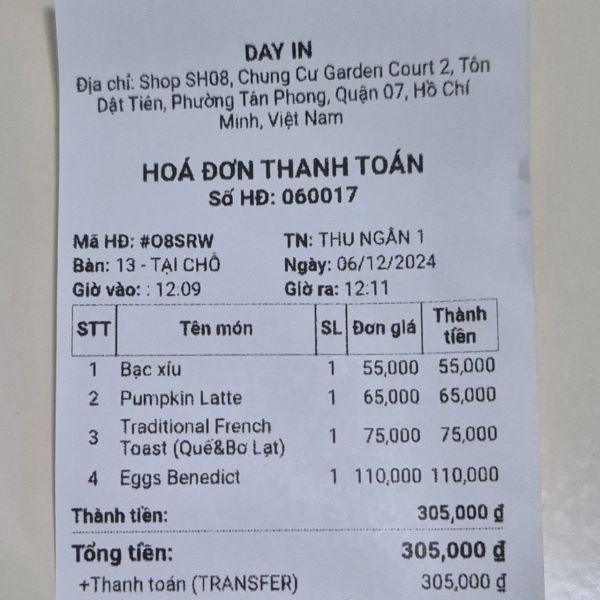 DAY IN
Địa chỉ: Shop SH08, Chung Cư Garden Court 2, Tôn
Dật Tiên, Phường Tân Phong, Quận 07, Hồ Chí
Minh, Việt Nam
HOÁ ĐƠN THANH TOÁN
Số HĐ: 060017
Mã HĐ: #O8SRW TN: THU NGÂN 1
Bàn: 13 - TẠI CHỖ Ngày: 06/12/2024
Giờ vào: : 12:09 Giờ ra: 12:11
STT Tên món SL Đơn giá Thành tiền
1 Bạc xíu 1 55,000 55,000
2 Pumpkin Latte 1 65,000 65,000
3 Traditional French
Toast (Quế&Bơ Lạt) 1 75,000 75,000
4 Eggs Benedict 1 110,000 110,000
Thành tiền: 305,000 ₫
Tổng tiền: 305,000 ₫
+Thanh toán (TRANSFER) 305,000 ₫